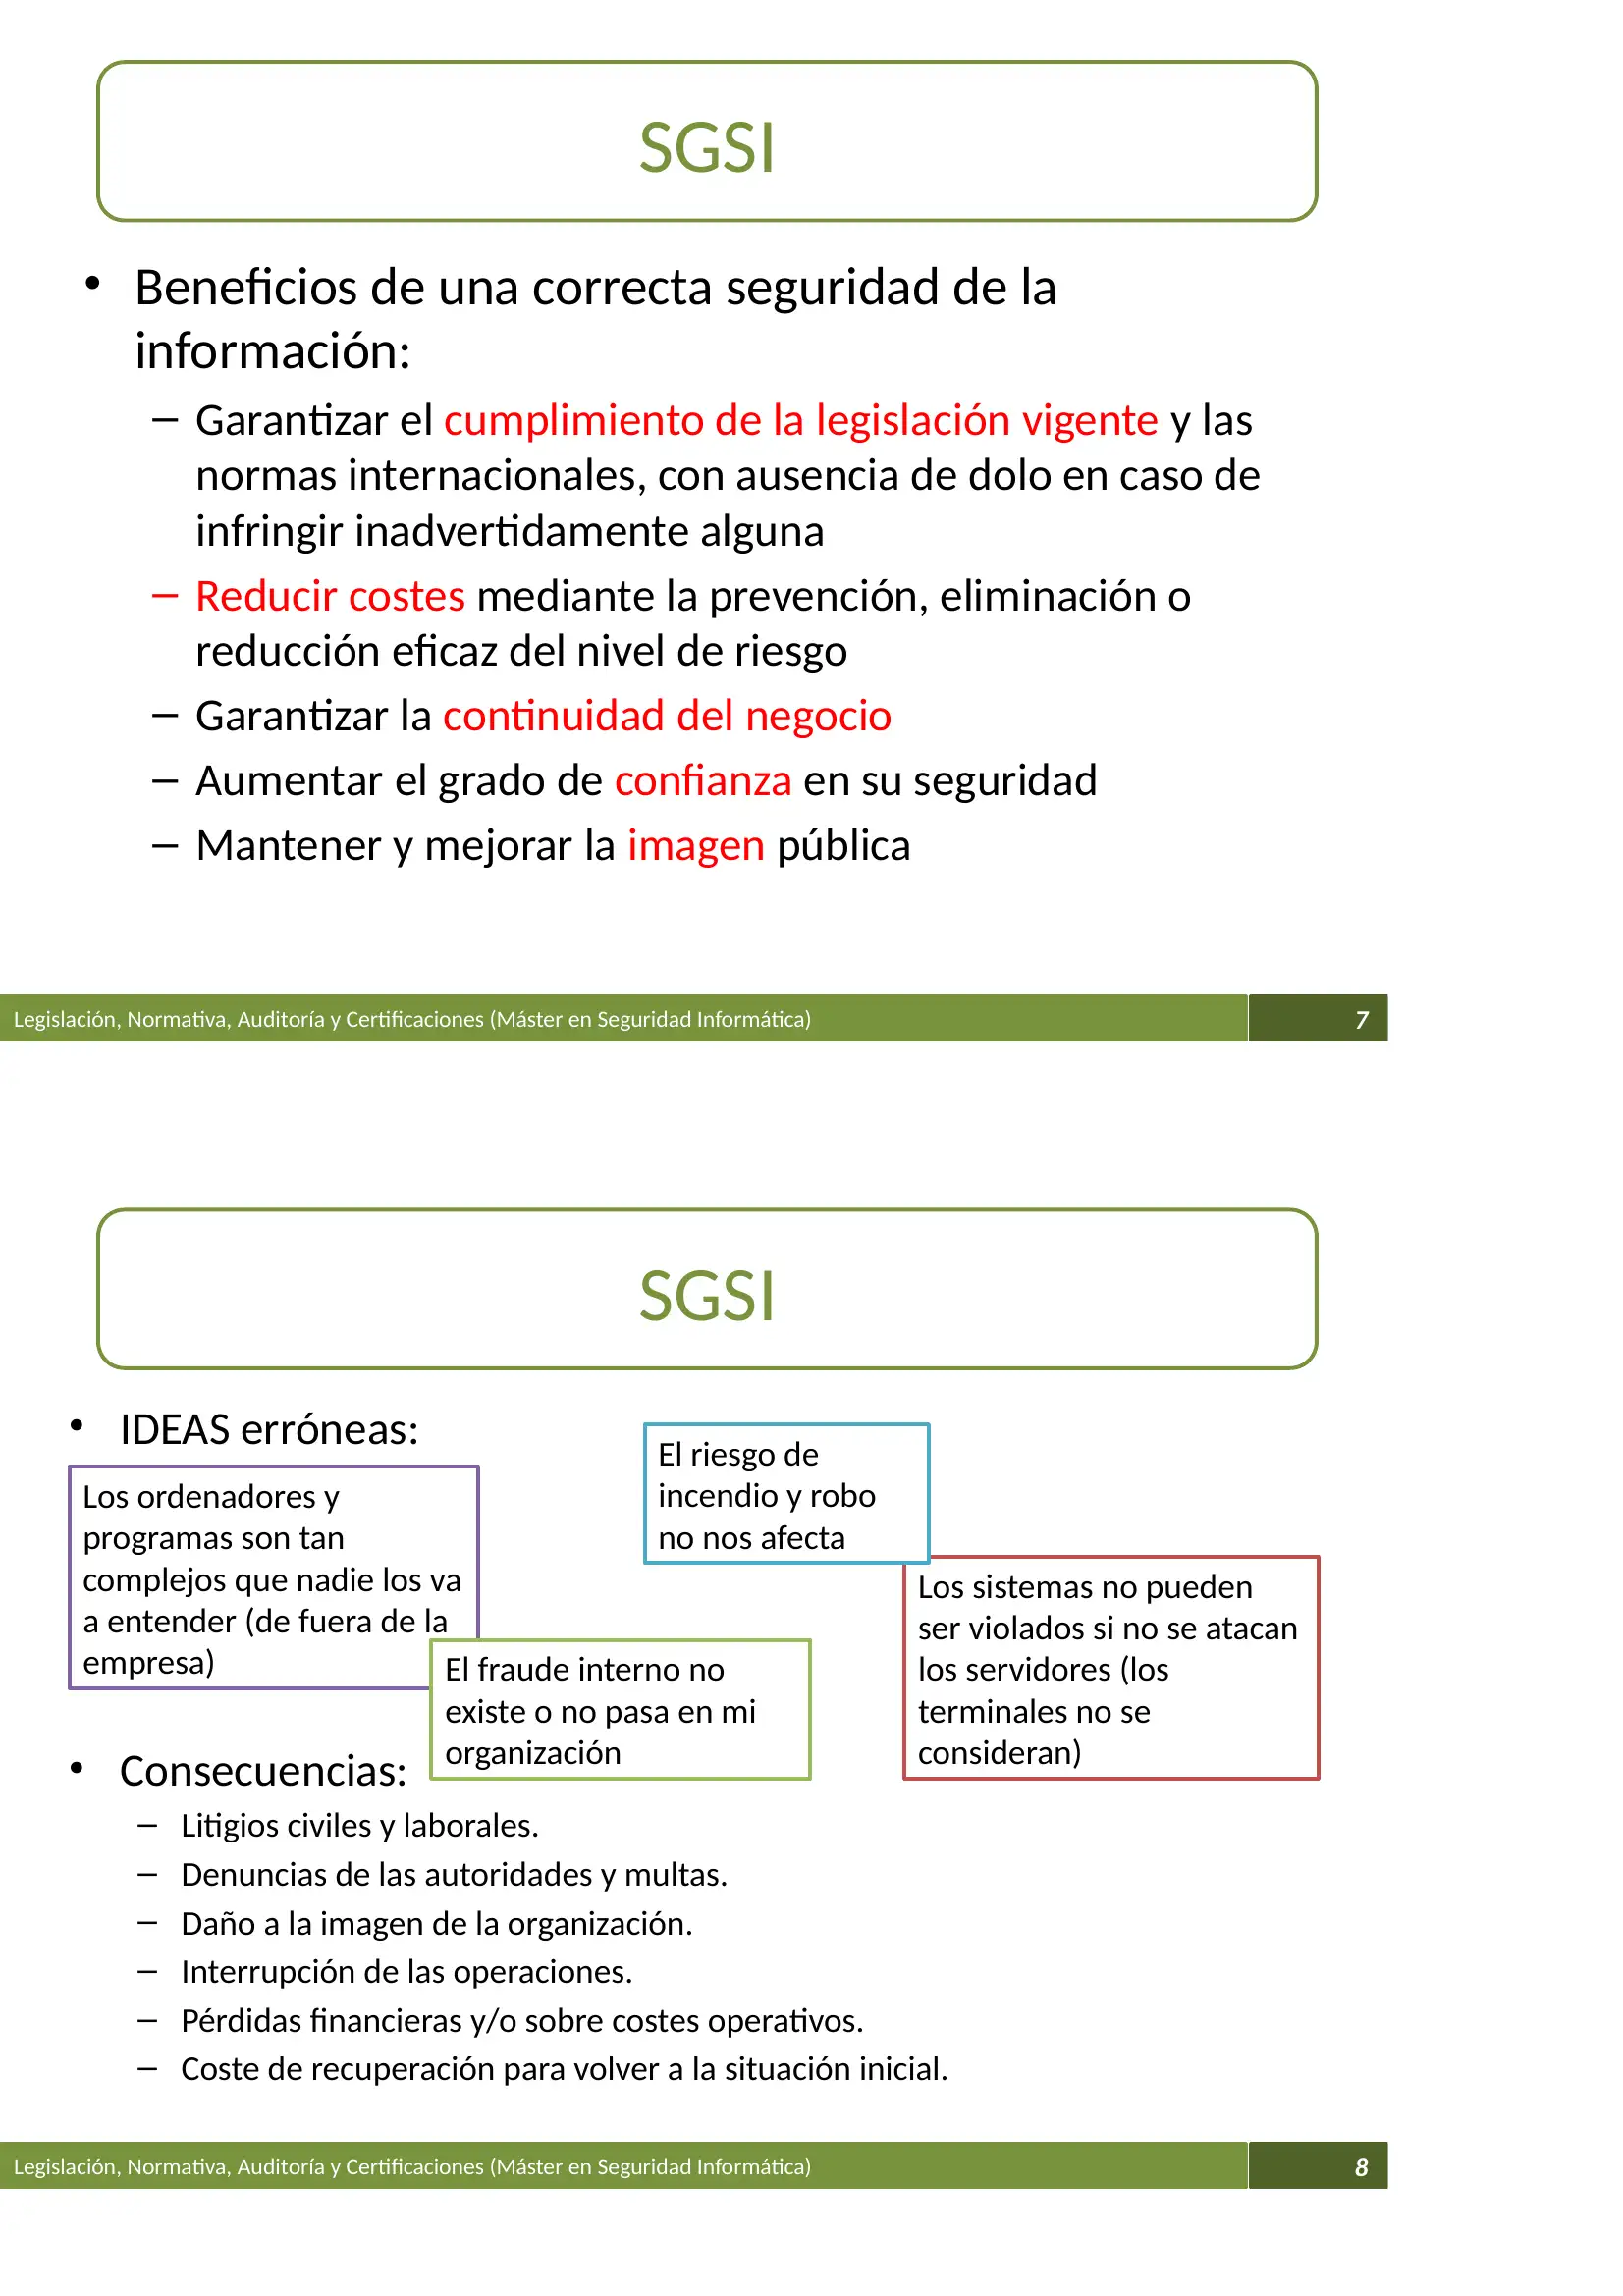 SGSI
• Beneficios de una correcta seguridad de la
información:
– Garantizar el cumplimiento de la legislación vigente y las
normas internacionales, con ausencia de dolo en caso de
infringir inadvertidamente alguna
– Reducir costes mediante la prevención, eliminación o
reducción eficaz del nivel de riesgo
– Garantizar la continuidad del negocio
– Aumentar el grado de confianza en su seguridad
– Mantener y mejorar la imagen pública
Legislación, Normativa, Auditoría y Certificaciones (Máster en Seguridad Informática) 7
SGSI
• IDEAS erróneas:
Los ordenadores y
programas son tan
complejos que nadie los va
a entender (de fuera de la
empresa)
El riesgo de
incendio y robo
no nos afecta
El fraude interno no
existe o no pasa en mi
organización
Los sistemas no pueden
ser violados si no se atacan
los servidores (los
terminales no se
consideran)
• Consecuencias:
– Litigios civiles y laborales.
– Denuncias de las autoridades y multas.
– Daño a la imagen de la organización.
– Interrupción de las operaciones.
– Pérdidas financieras y/o sobre costes operativos.
– Coste de recuperación para volver a la situación inicial.
Legislación, Normativa, Auditoría y Certificaciones (Máster en Seguridad Informática) 8